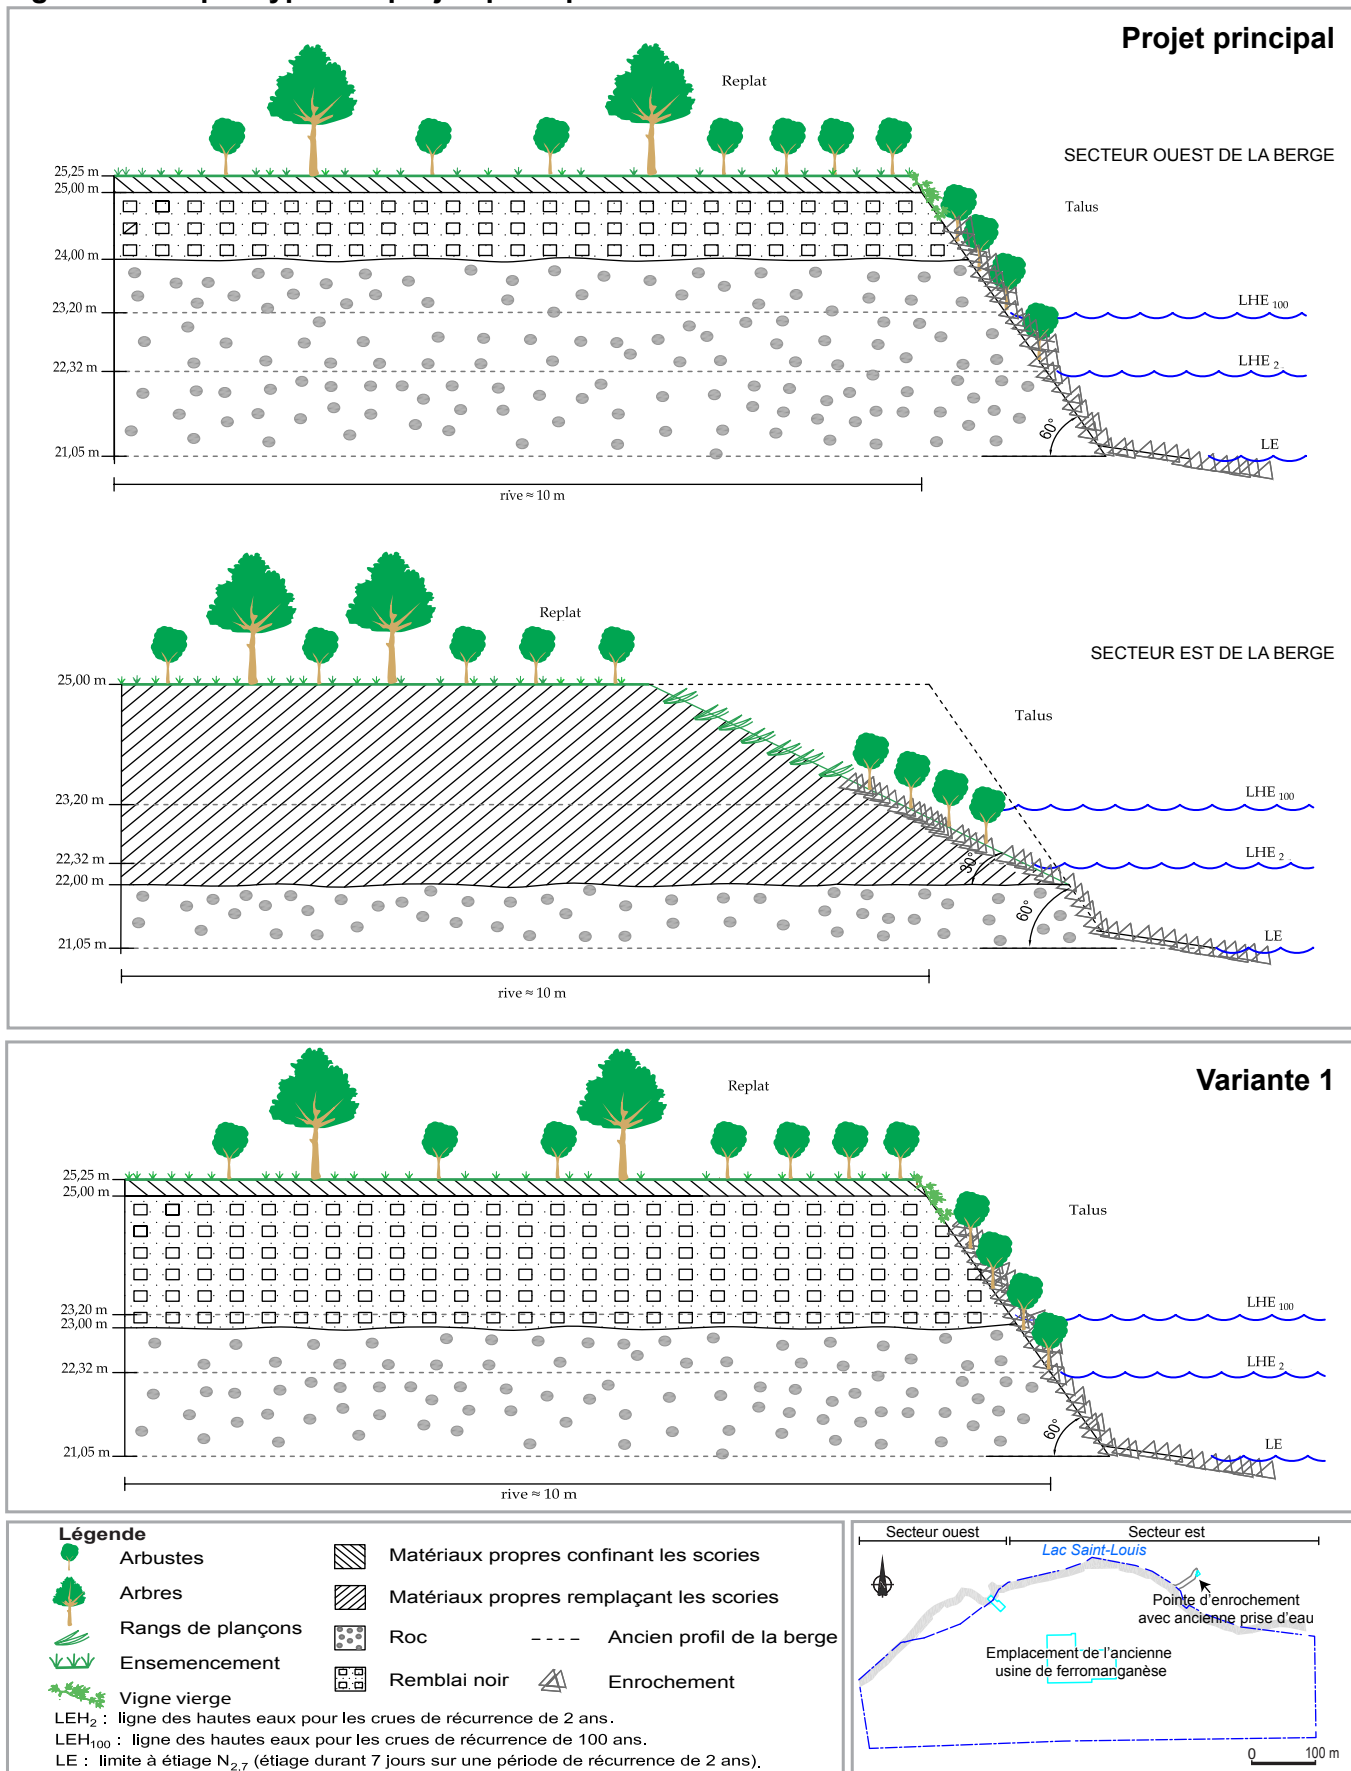 Projet principal
Replat
SECTEUR OUEST DE LA BERGE
25,25 m
25,00 m
Talus
24,00 m
23,20 m
LHE 100
22,32 m
LHE 2
60°
21,05 m
LE
rive ≈ 10 m
Replat
SECTEUR EST DE LA BERGE
25,00 m
Talus
23,20 m
LHE 100
22,32 m
LHE 2
30°
22,00 m
60°
21,05 m
LE
rive ≈ 10 m
Variante 1
Replat
25,25 m
25,00 m
Talus
23,20 m
LHE 100
23,00 m
22,32 m
LHE 2
60°
21,05 m
LE
rive ≈ 10 m
Légende
Arbustes
Arbres
Rangs de plançons
Ensemencement
Vigne vierge
Matériaux propres confinant les scories
Matériaux propres remplaçant les scories
Roc
Ancien profil de la berge
Remblai noir
Enrochement
LEH2 : ligne des hautes eaux pour les crues de récurrence de 2 ans.
LEH100 : ligne des hautes eaux pour les crues de récurrence de 100 ans.
LE : limite à étiage N2.7 (étiage durant 7 jours sur une période de récurrence de 2 ans).
Secteur ouest
Secteur est
Lac Saint-Louis
Pointe d'enrochement
avec ancienne prise d'eau
Emplacement de l'ancienne
usine de ferromanganèse
0 100 m